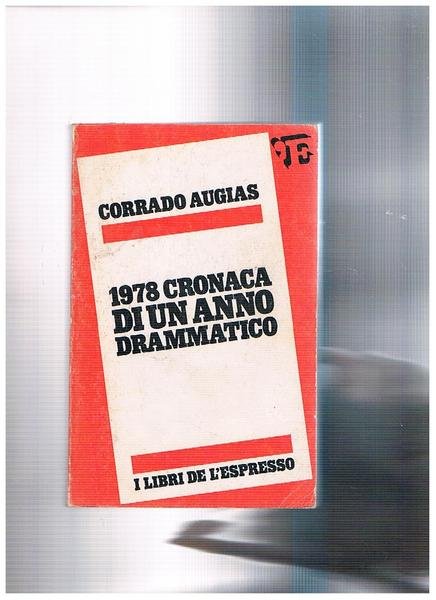 CORRADO AUGIAS
1978 CRONACA
DI UN ANNO
DRAMMATICO
I LIBRI DE L'ESPRESSO